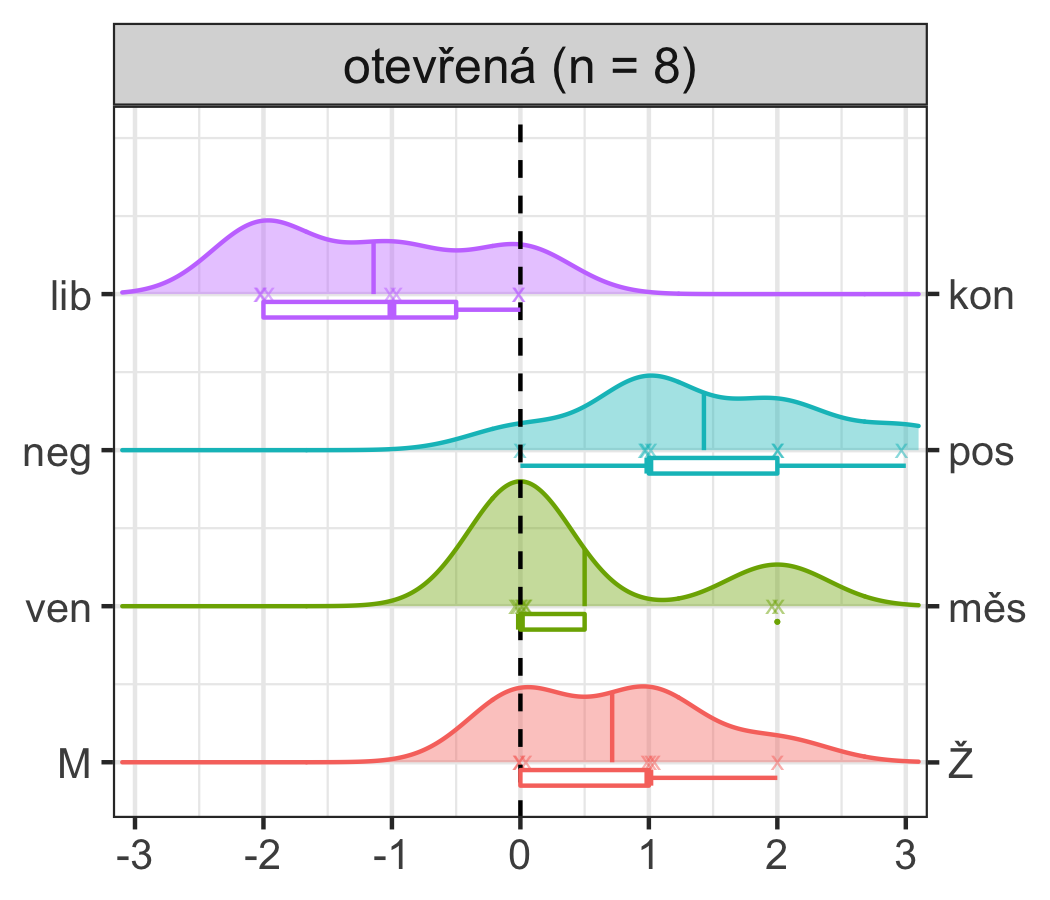 otevřená (n = 8)
lib kon
neg pos
ven měs
M Ž
-3 -2 -1 0 1 2 3